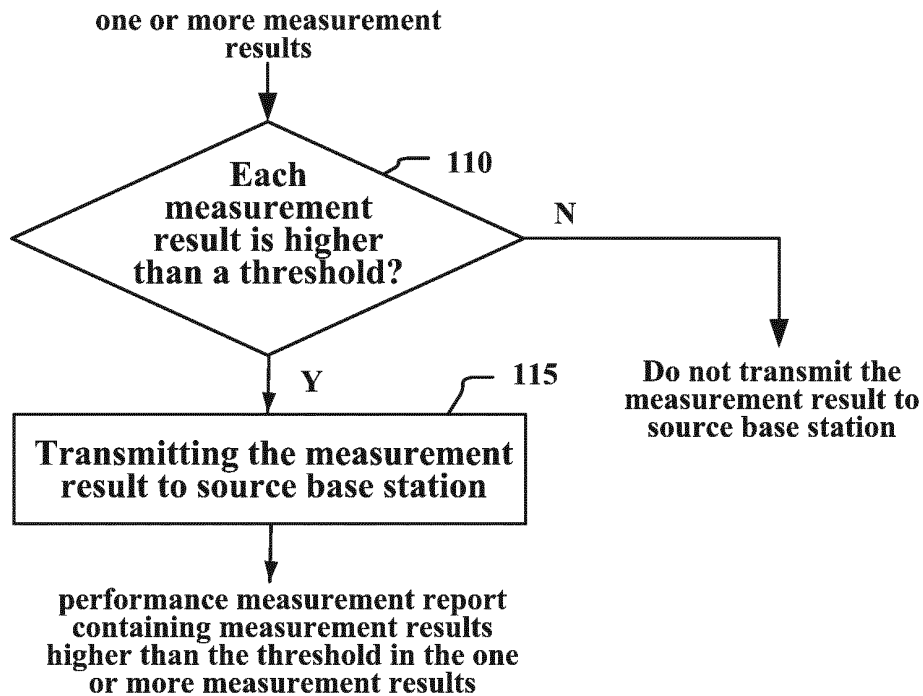 one or more measurement
results
Each
measurement
result is higher
than a threshold?
110
N
Y
115
Do not transmit the
measurement result to
source base station
Transmitting the measurement
result to source base station
performance measurement report
containing measurement results
higher than the threshold in the one
or more measurement results